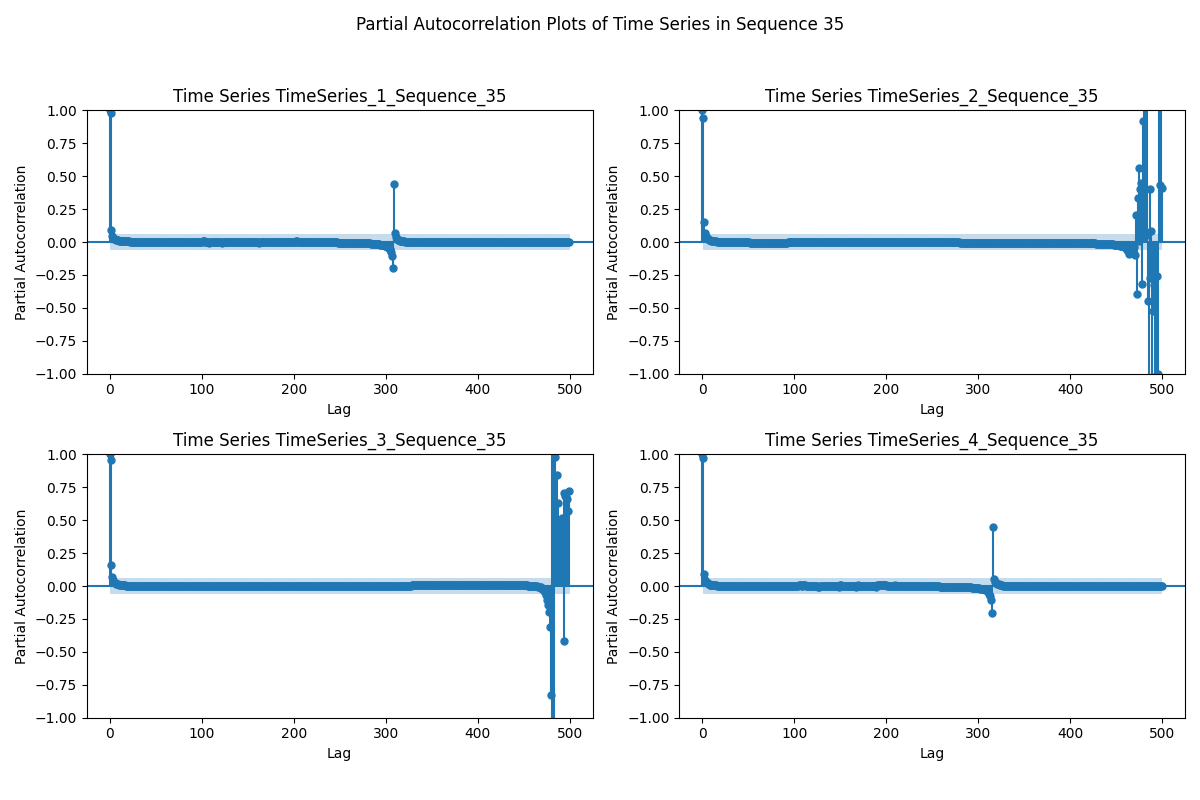 Partial Autocorrelation Plots of Time Series in Sequence 35
Time Series TimeSeries_1_Sequence_35
1.00
0.75
0.50
0.25
0.00
−0.25
−0.50
−0.75
−1.00
Partial Autocorrelation
0 100 200 300 400 500
Lag
Time Series TimeSeries_2_Sequence_35
1.00
0.75
0.50
0.25
0.00
−0.25
−0.50
−0.75
−1.00
Partial Autocorrelation
0 100 200 300 400 500
Lag
Time Series TimeSeries_3_Sequence_35
1.00
0.75
0.50
0.25
0.00
−0.25
−0.50
−0.75
−1.00
Partial Autocorrelation
0 100 200 300 400 500
Lag
Time Series TimeSeries_4_Sequence_35
1.00
0.75
0.50
0.25
0.00
−0.25
−0.50
−0.75
−1.00
Partial Autocorrelation
0 100 200 300 400 500
Lag